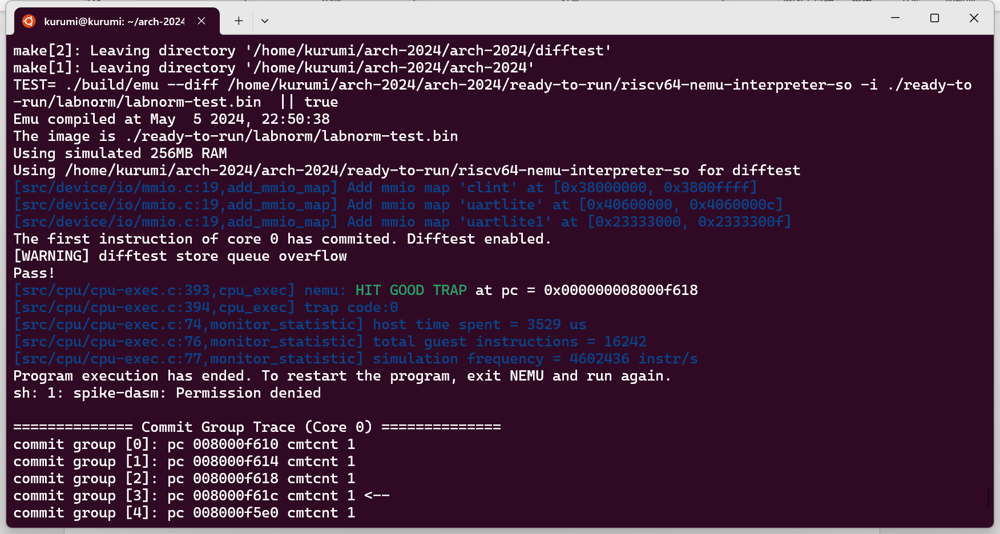 kurumi@kurumi: ~/arch-2024
make[2]: Leaving directory '/home/kurumi/arch-2024/arch-2024/difftest'
make[1]: Leaving directory '/home/kurumi/arch-2024/arch-2024'
TEST= ./build/emu --diff /home/kurumi/arch-2024/arch-2024/ready-to-run/riscv64-nemu-interpreter-so -i ./ready-to
-run/labnorm/labnorm-test.bin  || true
Emu compiled at May  5 2024, 22:50:38
The image is ./ready-to-run/labnorm/labnorm-test.bin
Using simulated 256MB RAM
Using /home/kurumi/arch-2024/arch-2024/ready-to-run/riscv64-nemu-interpreter-so for difftest
[src/device/io/mmio.c:19,add_mmio_map] Add mmio map 'clint' at [0x38000000, 0x3800ffff]
[src/device/io/mmio.c:19,add_mmio_map] Add mmio map 'uartlite' at [0x40600000, 0x4060000c]
[src/device/io/mmio.c:19,add_mmio_map] Add mmio map 'uartlite1' at [0x23333000, 0x2333300f]
The first instruction of core 0 has commited. Difftest enabled.
[WARNING] difftest store queue overflow
Pass!
[src/cpu/cpu-exec.c:393,cpu_exec] nemu: HIT GOOD TRAP at pc = 0x000000008000f618
[src/cpu/cpu-exec.c:394,cpu_exec] trap code:0
[src/cpu/cpu-exec.c:74,monitor_statistic] host time spent = 3529 us
[src/cpu/cpu-exec.c:76,monitor_statistic] total guest instructions = 16242
[src/cpu/cpu-exec.c:77,monitor_statistic] simulation frequency = 4602436 instr/s
Program execution has ended. To restart the program, exit NEMU and run again.
sh: 1: spike-dasm: Permission denied
============== Commit Group Trace (Core 0) ==============
commit group [0]: pc 008000f610 cmtcnt 1
commit group [1]: pc 008000f614 cmtcnt 1
commit group [2]: pc 008000f618 cmtcnt 1
commit group [3]: pc 008000f61c cmtcnt 1 <--
commit group [4]: pc 008000f5e0 cmtcnt 1